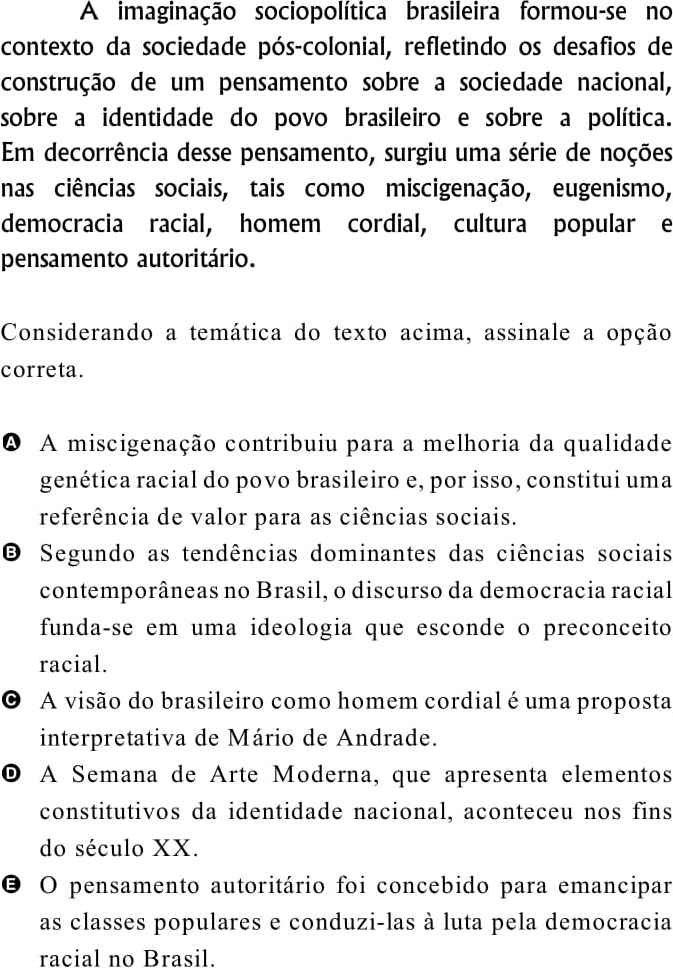 A imaginação sociopolítica brasileira formou-se no
contexto da sociedade pós-colonial, refletindo os desafios de
construção de um pensamento sobre a sociedade nacional,
sobre a identidade do povo brasileiro e sobre a política.
Em decorrência desse pensamento, surgiu uma série de noções
nas ciências sociais, tais como miscigenação, eugenismo,
democracia racial, homem cordial, cultura popular e
pensamento autoritário.
Considerando a temática do texto acima, assinale a opção
correta.
A A miscigenação contribuiu para a melhoria da qualidade
genética racial do povo brasileiro e, por isso, constitui uma
referência de valor para as ciências sociais.
B Segundo as tendências dominantes das ciências sociais
contemporâneas no Brasil, o discurso da democracia racial
funda-se em uma ideologia que esconde o preconceito
racial.
C A visão do brasileiro como homem cordial é uma proposta
interpretativa de Mário de Andrade.
D A Semana de Arte Moderna, que apresenta elementos
constitutivos da identidade nacional, aconteceu nos fins
do século XX.
E O pensamento autoritário foi concebido para emancipar
as classes populares e conduzi-las à luta pela democracia
racial no Brasil.